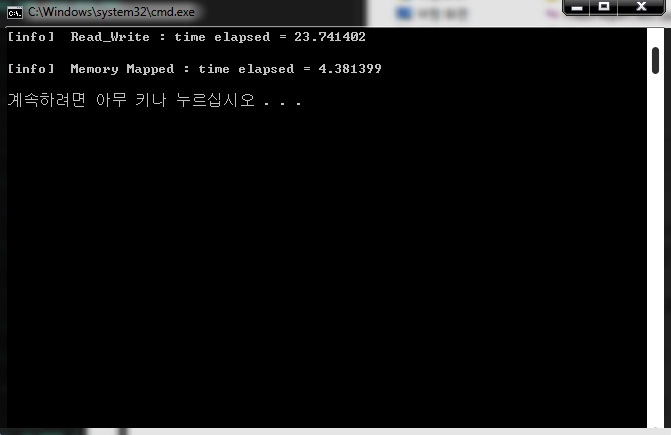 C:\Windows\system32\cmd.exe
[info] Read_Write : time elapsed = 23.741402
[info] Memory Mapped : time elapsed = 4.381399
계속하려면 아무 키나 누르십시오 . . .